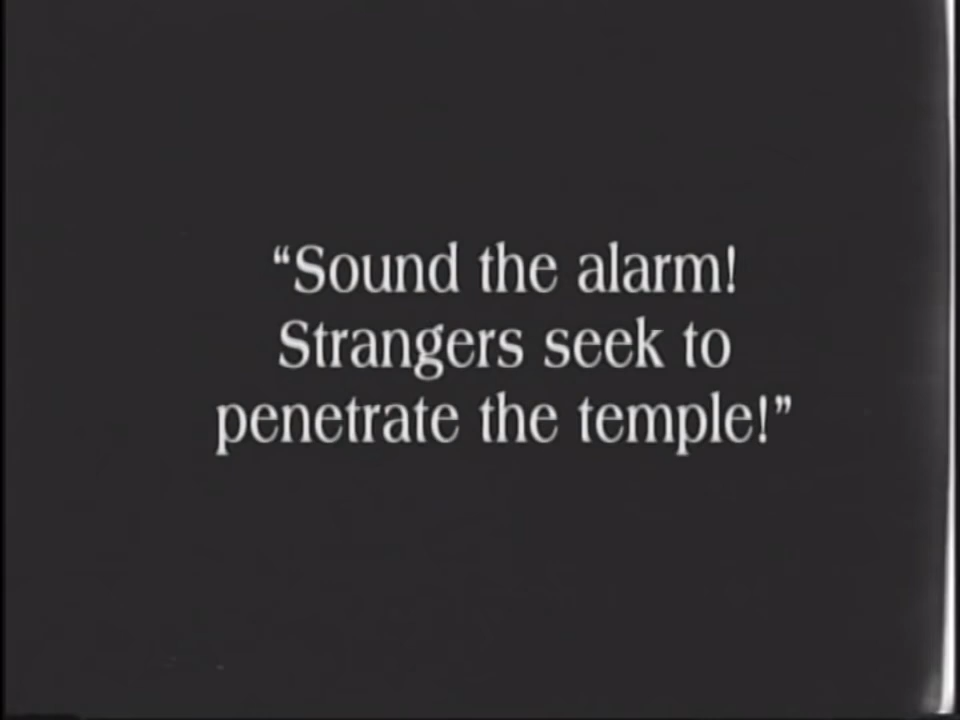 “Sound the alarm!
Strangers seek to
penetrate the temple!”